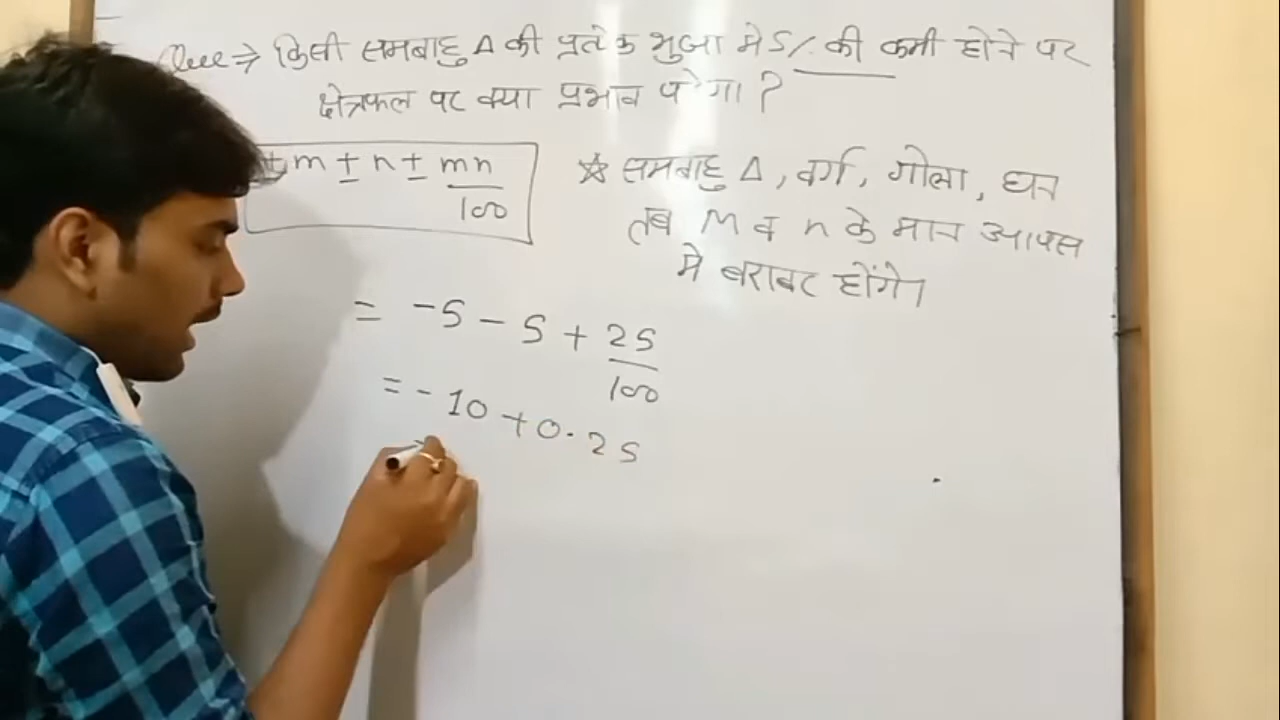 Que ⇒ किसी समबाहु Δ की प्रतेक भुजा मे 5% की कमी होने पर
क्षेत्रफल पर क्या प्रभाव पड़ेगा ?
± m ± n ± mn/100
☆ समबाहु Δ, वर्ग, गोला, घन
तब m व n के मान आपस
मे बराबर होंगे।
= -5 - 5 + 25/100
= -10 + 0.25